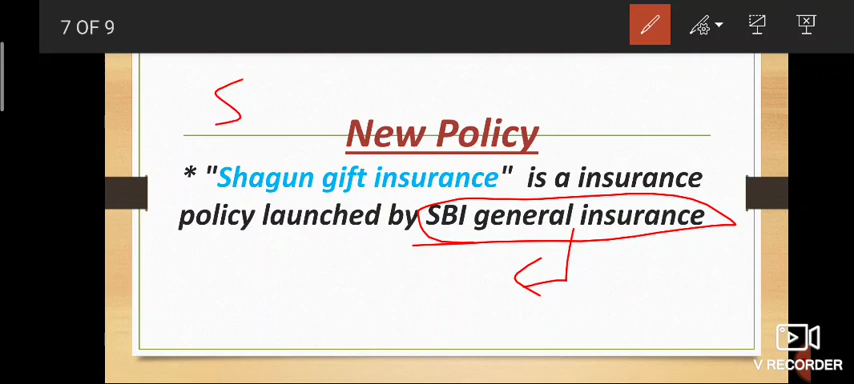 7 OF 9
S
New Policy
* "Shagun gift insurance" is a insurance
policy launched by SBI general insurance
V RECORDER